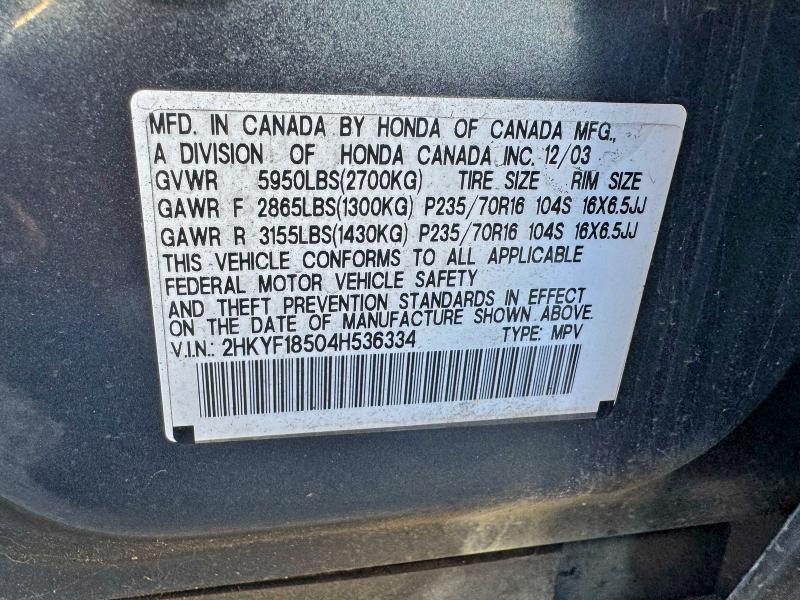 MFD. IN CANADA BY HONDA OF CANADA MFG.,
A DIVISION OF HONDA CANADA INC. 12/03
GVWR 5950LBS(2700KG) TIRE SIZE RIM SIZE
GAWR F 2865LBS(1300KG) P235/70R16 104S 16X6.5JJ
GAWR R 3155LBS(1430KG) P235/70R16 104S 16X6.5JJ
THIS VEHICLE CONFORMS TO ALL APPLICABLE
FEDERAL MOTOR VEHICLE SAFETY
AND THEFT PREVENTION STANDARDS IN EFFECT
ON THE DATE OF MANUFACTURE SHOWN ABOVE.
V.I.N.: 2HKYF18504H536334 TYPE: MPV